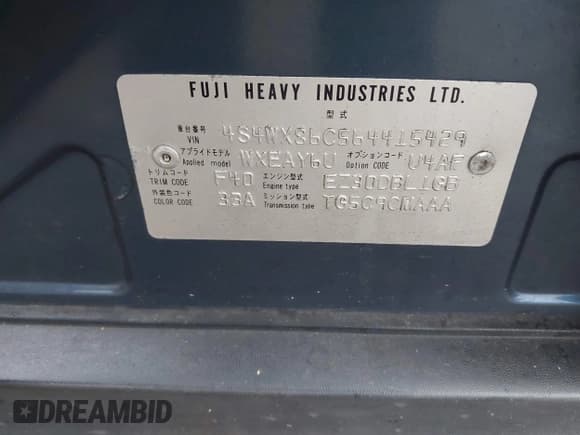 FUJI HEAVY INDUSTRIES LTD.
型式
車台番号 VIN 4S4WX86C564415429
アプライドモデル Applied model WXEAY6U オプションコード Option CODE U4AF
トリムコード TRIM CODE F40 エンジン型式 Engine type EZ30DBL1GB
外装色コード COLOR CODE 33A ミッション型式 Transmission type TG5C9CNAAA
DREAMBID